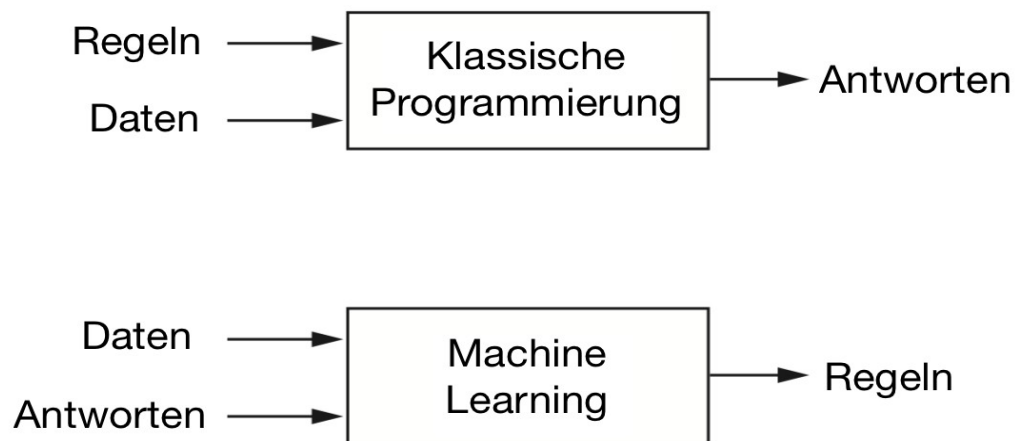 Regeln
Daten
Klassische
Programmierung
Antworten
Daten
Antworten
Machine
Learning
Regeln